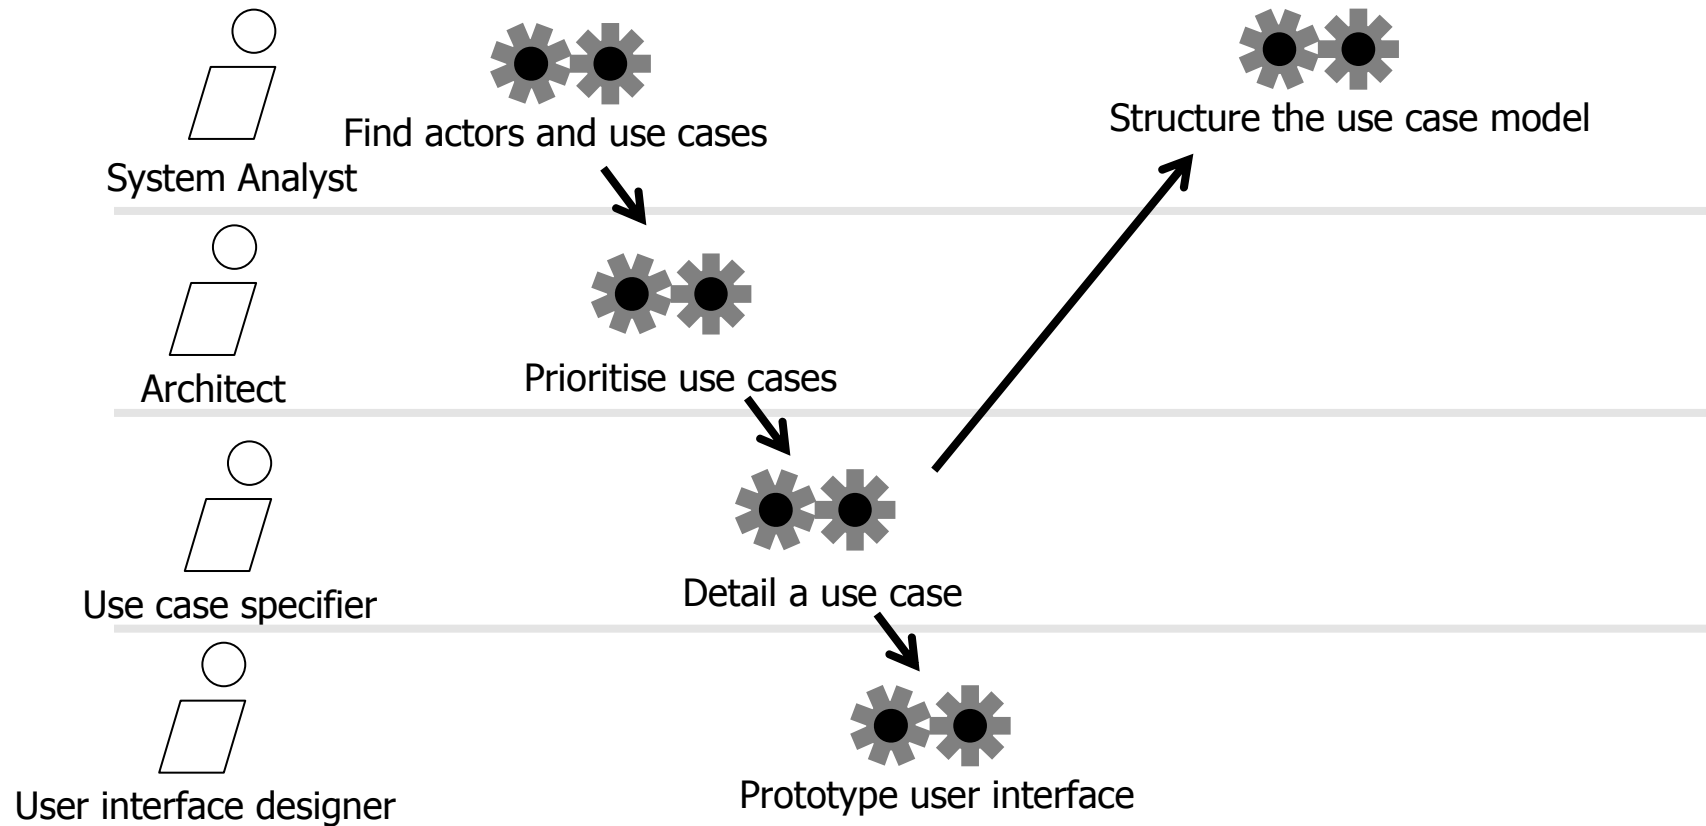 Find actors and use cases
Structure the use case model
System Analyst
Prioritise use cases
Architect
Detail a use case
Use case specifier
Prototype user interface
User interface designer